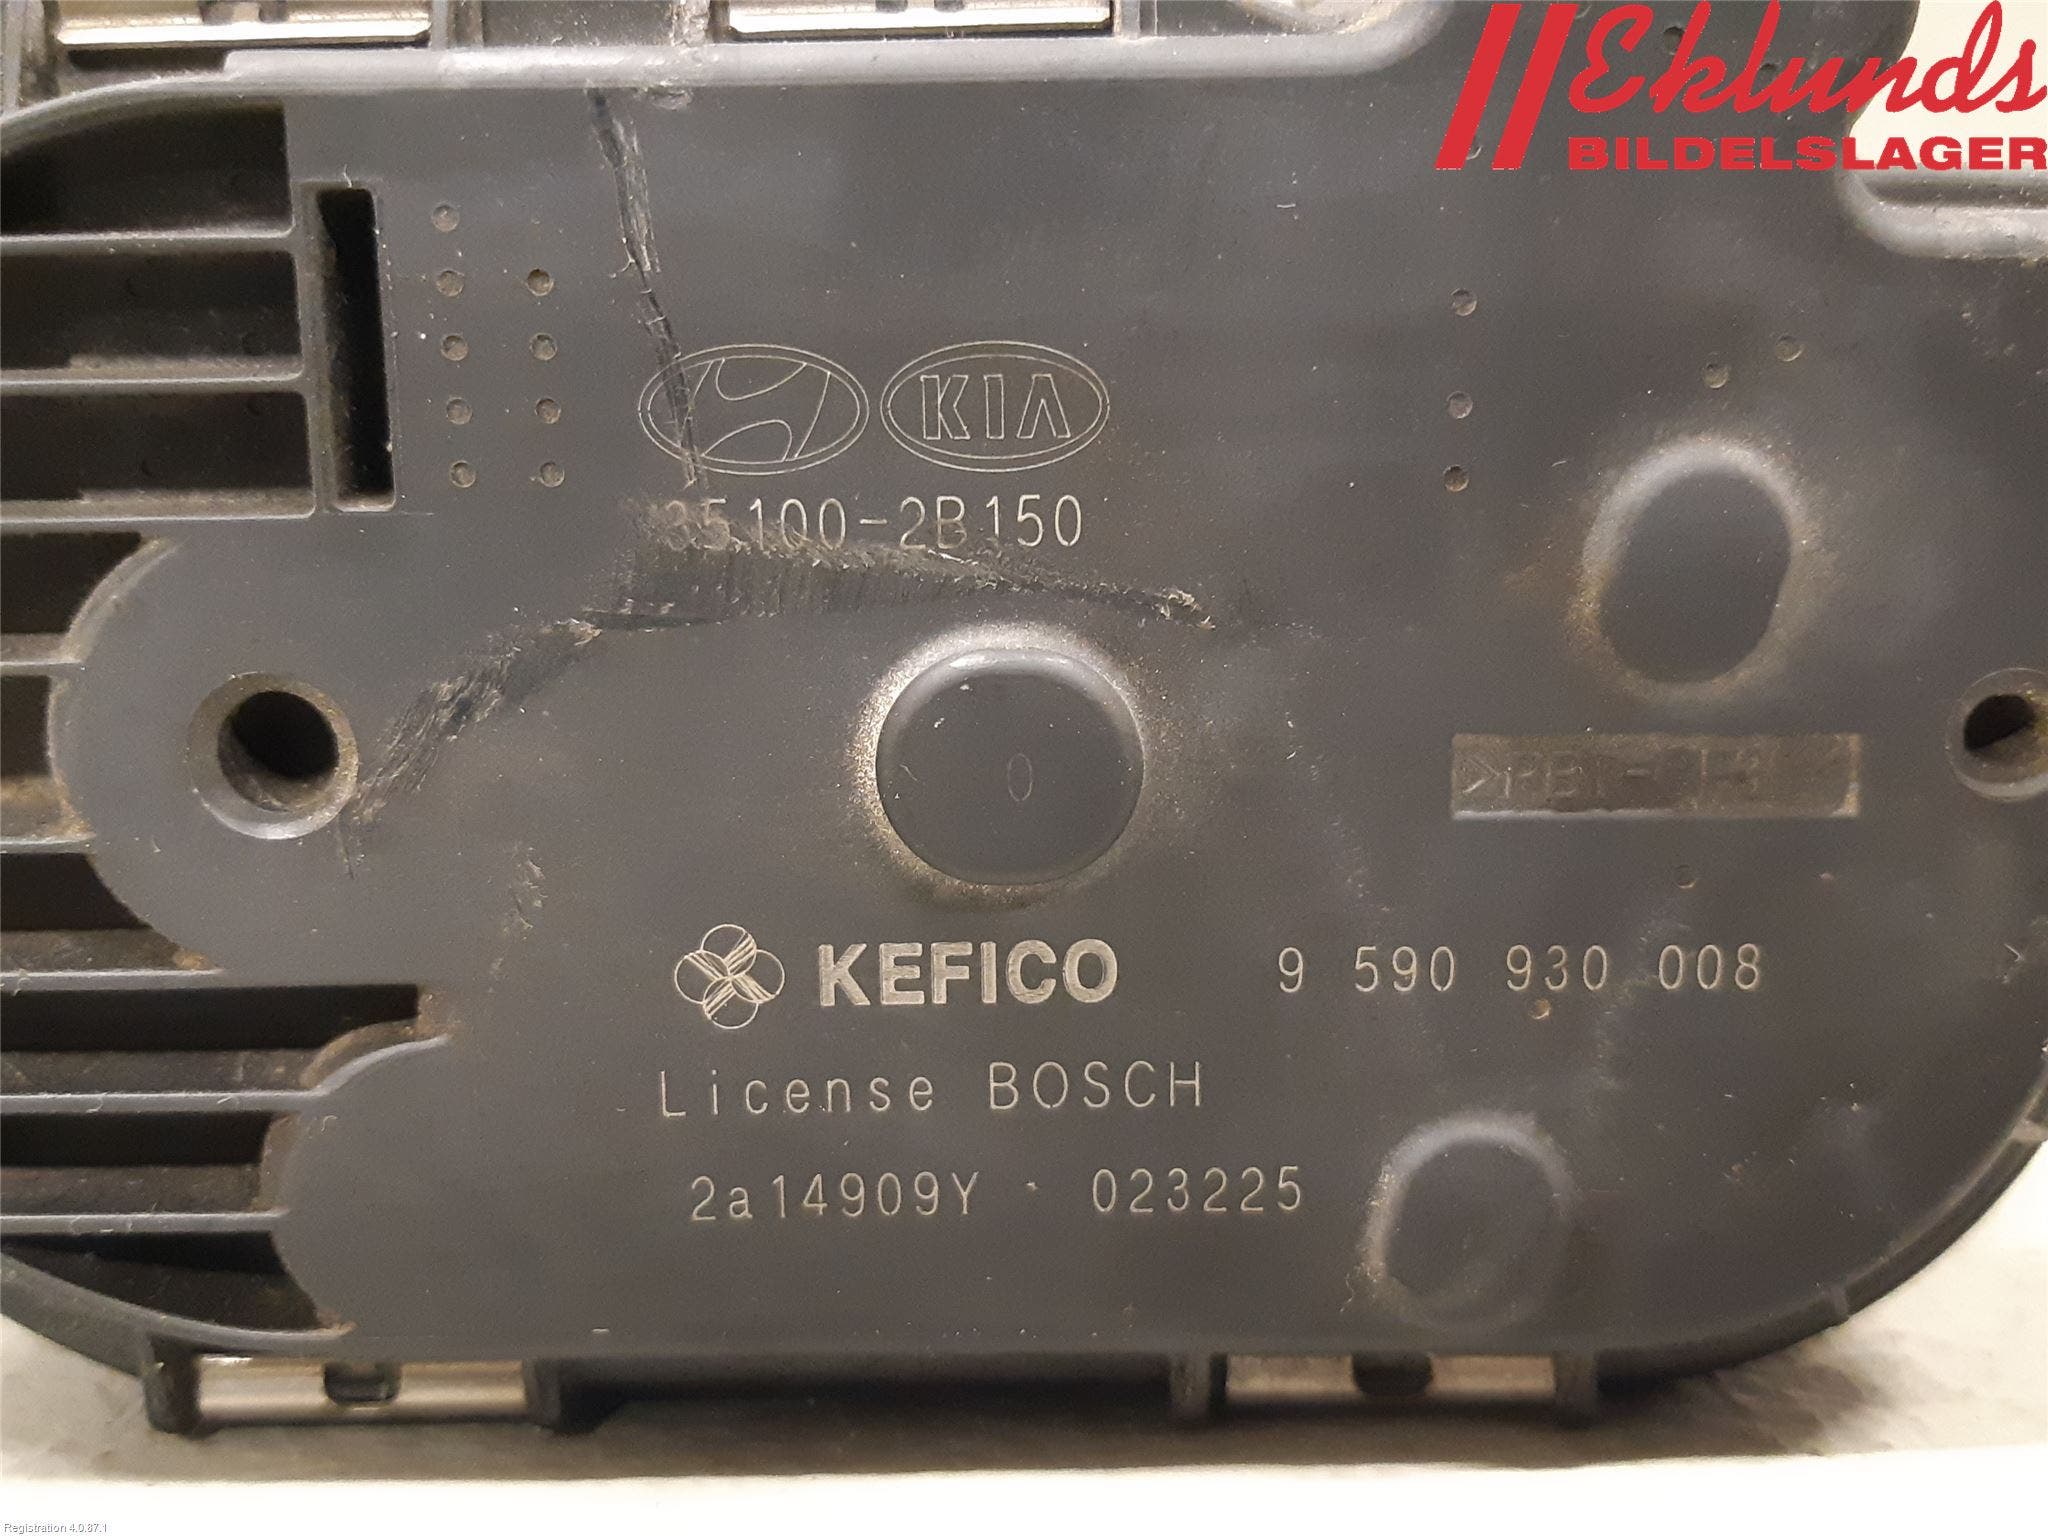 Eklunds
BILDELSLAGER
KIA
35100-2B150
0
KEFICO 9 590 930 008
License BOSCH
2a14909Y 023225
Registration 4.0.87.1